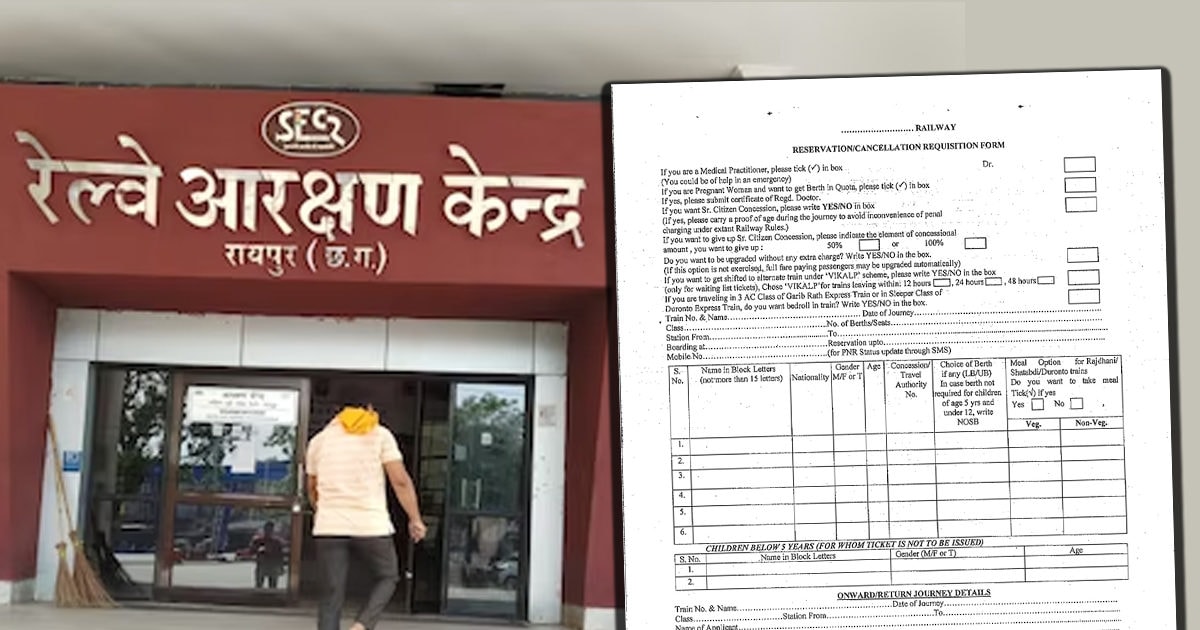 SECR
रेल्वे आरक्षण केन्द्र
रायपुर (छ.ग.)
........................... RAILWAY
RESERVATION/CANCELLATION REQUISITION FORM
If you are a Medical Practitioner, please tick (✓) in box Dr.
(You could be of help in an emergency)
If you are Pregnant Women and want to get Berth in Quota, please tick (✓) in box
If yes, please submit certificate of Regd. Doctor.
If you want Sr. Citizen Concession, please write YES/NO in box
(If yes, please carry a proof of age during the journey to avoid inconvenience of penal
charging under extant Railway Rules.)
If you want to give up Sr. Citizen Concession, please indicate the element of concessional
amount , you want to give up : 50% or 100%
Do you want to be upgraded without any extra charge? Write YES/NO in the box.
(If this option is not exercised, full fare paying passengers may be upgraded automatically)
If you want to get shifted to alternate train under 'VIKALP' scheme, please write YES/NO in the box
(only for waiting list tickets), Chose 'VIKALP' for trains leaving within: 12 hours , 24 hours , 48 hours
If you are traveling in 3 AC Class of Garib Rath Express Train or in Sleeper Class of
Duronto Express Train, do you want bedroll in train? Write YES/NO in the box.
Train No. & Name.......................................Date of Journey.......................................
Class.......................................No. of Berths/Seats.......................................
Station From.......................................To.......................................
Boarding at.......................................Reservation upto.......................................
Mobile No.......................................(for PNR Status update through SMS)
S. No. Name in Block Letters (not more than 15 letters) Nationality Gender M/F or T Age Concession/ Travel Authority No. Choice of Berth if any (LB/UB) In case berth not required for children of age 5 yrs and under 12, write NOSB Meal Option for Rajdhani/ Shatabdi/Duronto trains Do you want to take meal Tick(√) if yes
Yes No ,
Veg. Non-Veg.
1.
2.
3.
4.
5.
6.
CHILDREN BELOW 5 YEARS (FOR WHOM TICKET IS NOT TO BE ISSUED)
S. No. Name in Block Letters Gender (M/F or T) Age
1.
2.
ONWARD/RETURN JOURNEY DETAILS
Train No. & Name.......................................Date of Journey.......................................
Class.......................................Station From.......................................To.......................................
Name of Applicant